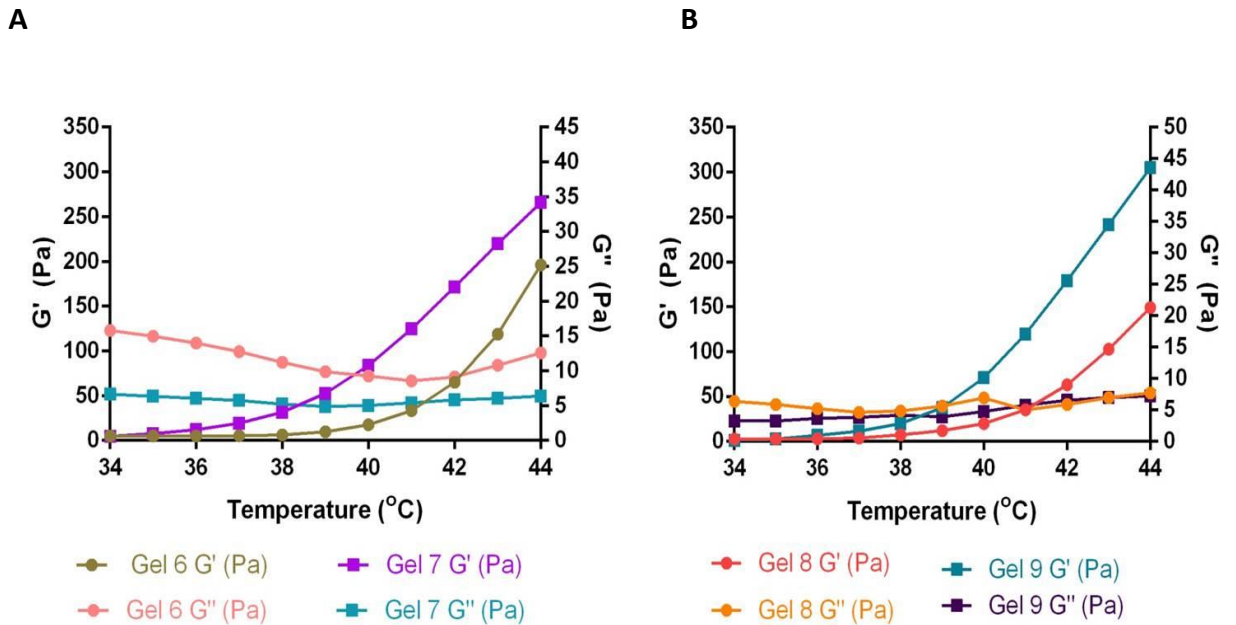 A
B
350
300
250
200
150
100
50
0
G' (Pa)
45
40
35
30
25
20
15
10
5
0
G'' (Pa)
34 36 38 40 42 44
Temperature (°C)
Gel 6 G' (Pa) Gel 7 G' (Pa)
Gel 6 G'' (Pa) Gel 7 G'' (Pa)
350
300
250
200
150
100
50
0
G' (Pa)
50
45
40
35
30
25
20
15
10
5
0
G'' (Pa)
34 36 38 40 42 44
Temperature (°C)
Gel 8 G' (Pa) Gel 9 G' (Pa)
Gel 8 G'' (Pa) Gel 9 G'' (Pa)